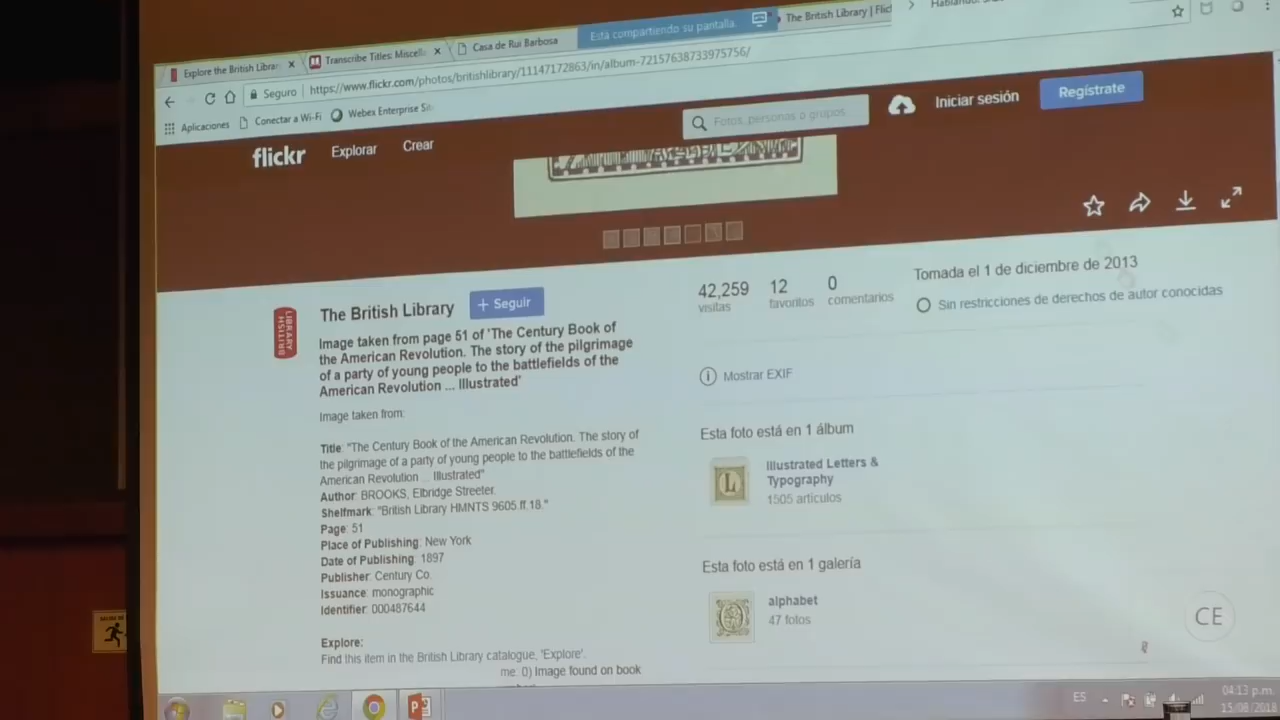 Explore the British Libra
Transcribe Titles: Miscell
Casa de Rui Barbosa
Está compartiendo su pantalla.
The British Library | Flic
Seguro
https://www.flickr.com/photos/britishlibrary/11147172863/in/album-72157638733975756/
Aplicaciones
Conectar a Wi-Fi
Webex Enterprise Sit
flickr
Explorar
Crear
Fotos, personas o grupos
Iniciar sesión
Regístrate
LIBRARY
BRITISH
The British Library
+ Seguir
Image taken from page 51 of 'The Century Book of
the American Revolution. The story of the pilgrimage
of a party of young people to the battlefields of the
American Revolution ... Illustrated'
Image taken from:
Title: "The Century Book of the American Revolution. The story of
the pilgrimage of a party of young people to the battlefields of the
American Revolution ... Illustrated"
Author: BROOKS, Elbridge Streeter.
Shelfmark: "British Library HMNTS 9605.ff.18."
Page: 51
Place of Publishing: New York
Date of Publishing: 1897
Publisher: Century Co.
Issuance: monographic
Identifier: 000487644
Explore:
Find this item in the British Library catalogue, 'Explore'.
me: 0) Image found on book
42,259
visitas
12
favoritos
0
comentarios
Tomada el 1 de diciembre de 2013
Sin restricciones de derechos de autor conocidas
Mostrar EXIF
Esta foto está en 1 álbum
L
Illustrated Letters &
Typography
1505 artículos
Esta foto está en 1 galería
alphabet
47 fotos
CE
ES
04:13 p.m.
15/08/2018